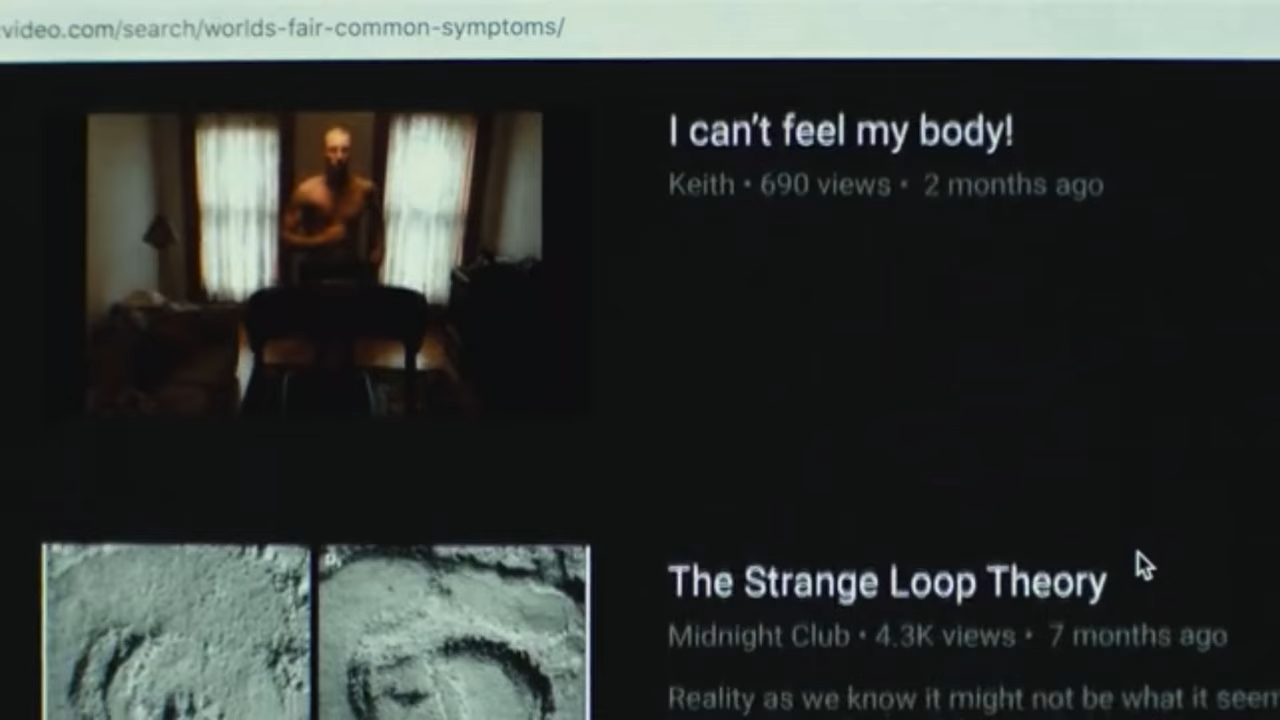 video.com/search/worlds-fair-common-symptoms/
I can't feel my body!
Keith • 690 views • 2 months ago
The Strange Loop Theory
Midnight Club • 4.3K views • 7 months ago
Reality as we know it might not be what it seem